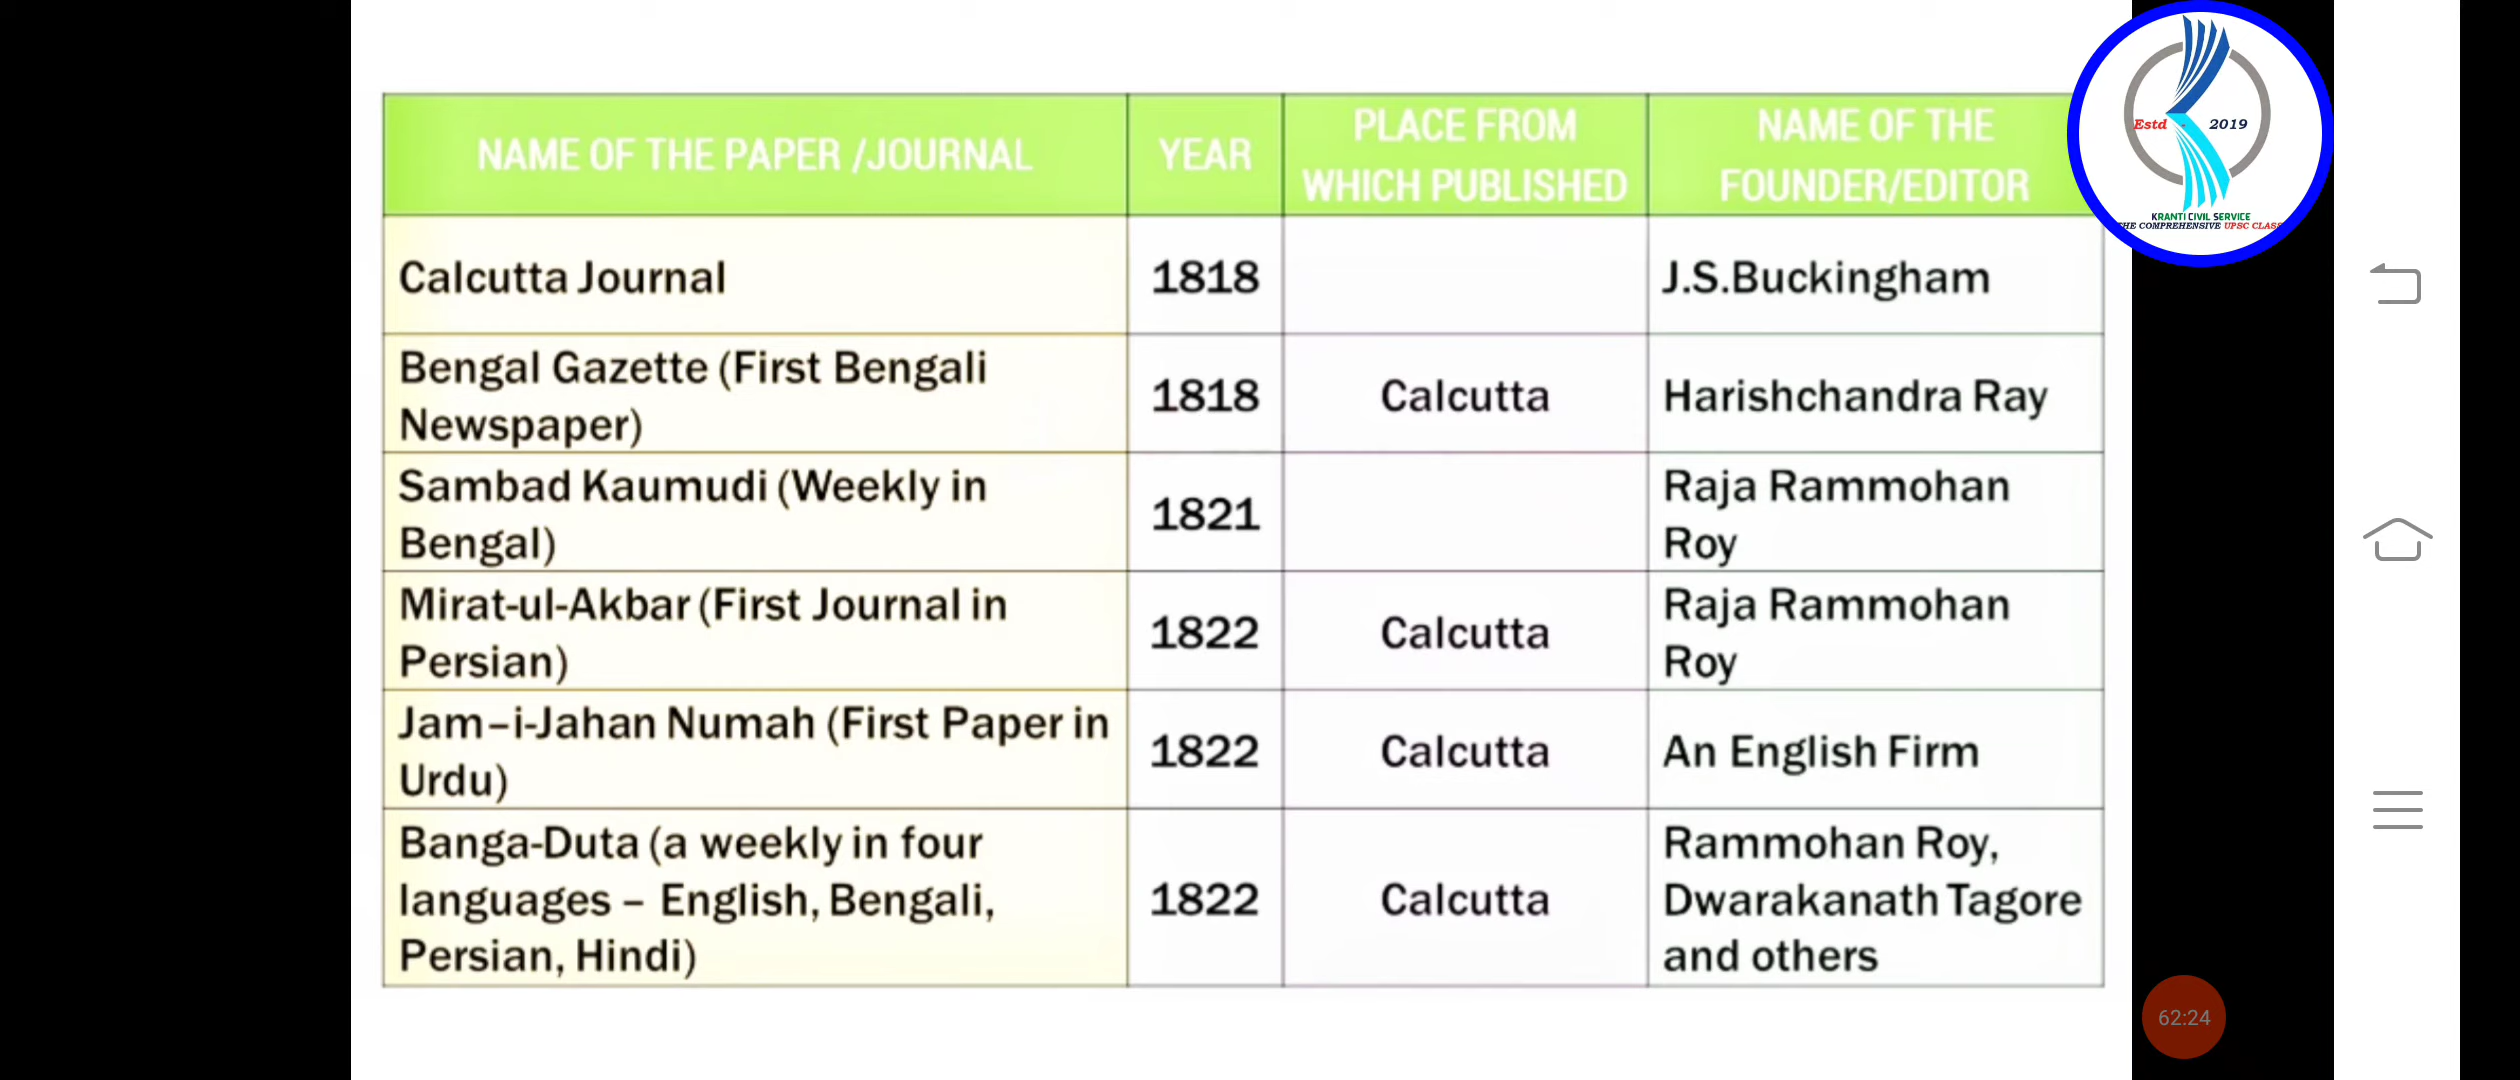 NAME OF THE PAPER /JOURNAL
YEAR
PLACE FROM
WHICH PUBLISHED
NAME OF THE
FOUNDER/EDITOR
Calcutta Journal
1818
J.S.Buckingham
Bengal Gazette (First Bengali
Newspaper)
1818
Calcutta
Harishchandra Ray
Sambad Kaumudi (Weekly in
Bengal)
1821
Raja Rammohan
Roy
Mirat-ul-Akbar (First Journal in
Persian)
1822
Calcutta
Raja Rammohan
Roy
Jam–i-Jahan Numah (First Paper in
Urdu)
1822
Calcutta
An English Firm
Banga-Duta (a weekly in four
languages – English, Bengali,
Persian, Hindi)
1822
Calcutta
Rammohan Roy,
Dwarakanath Tagore
and others
Estd - 2019
KRANTI CIVIL SERVICE
THE COMPREHENSIVE UPSC CLASS
62:24